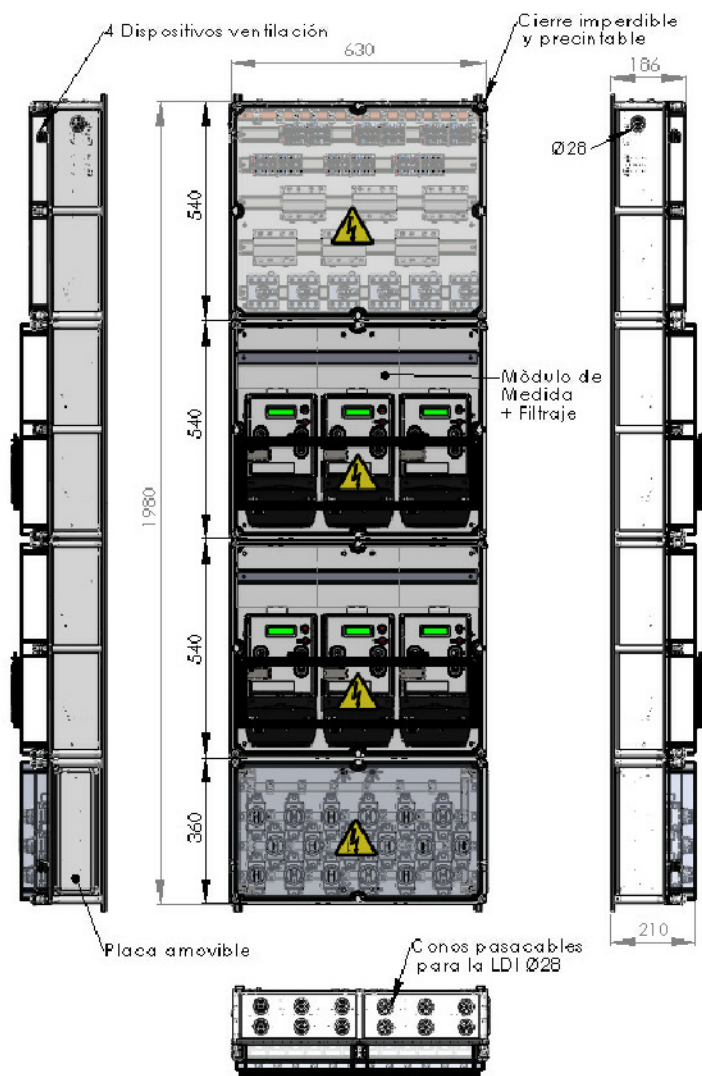 4 Dispositivos ventilación
Cierre imperdible
y precintable
630
186
Ø28
540
540
Módulo de
Medida
+ Filtraje
1980
540
360
210
Placa amovible
Conos pasacables
para la LDI Ø28